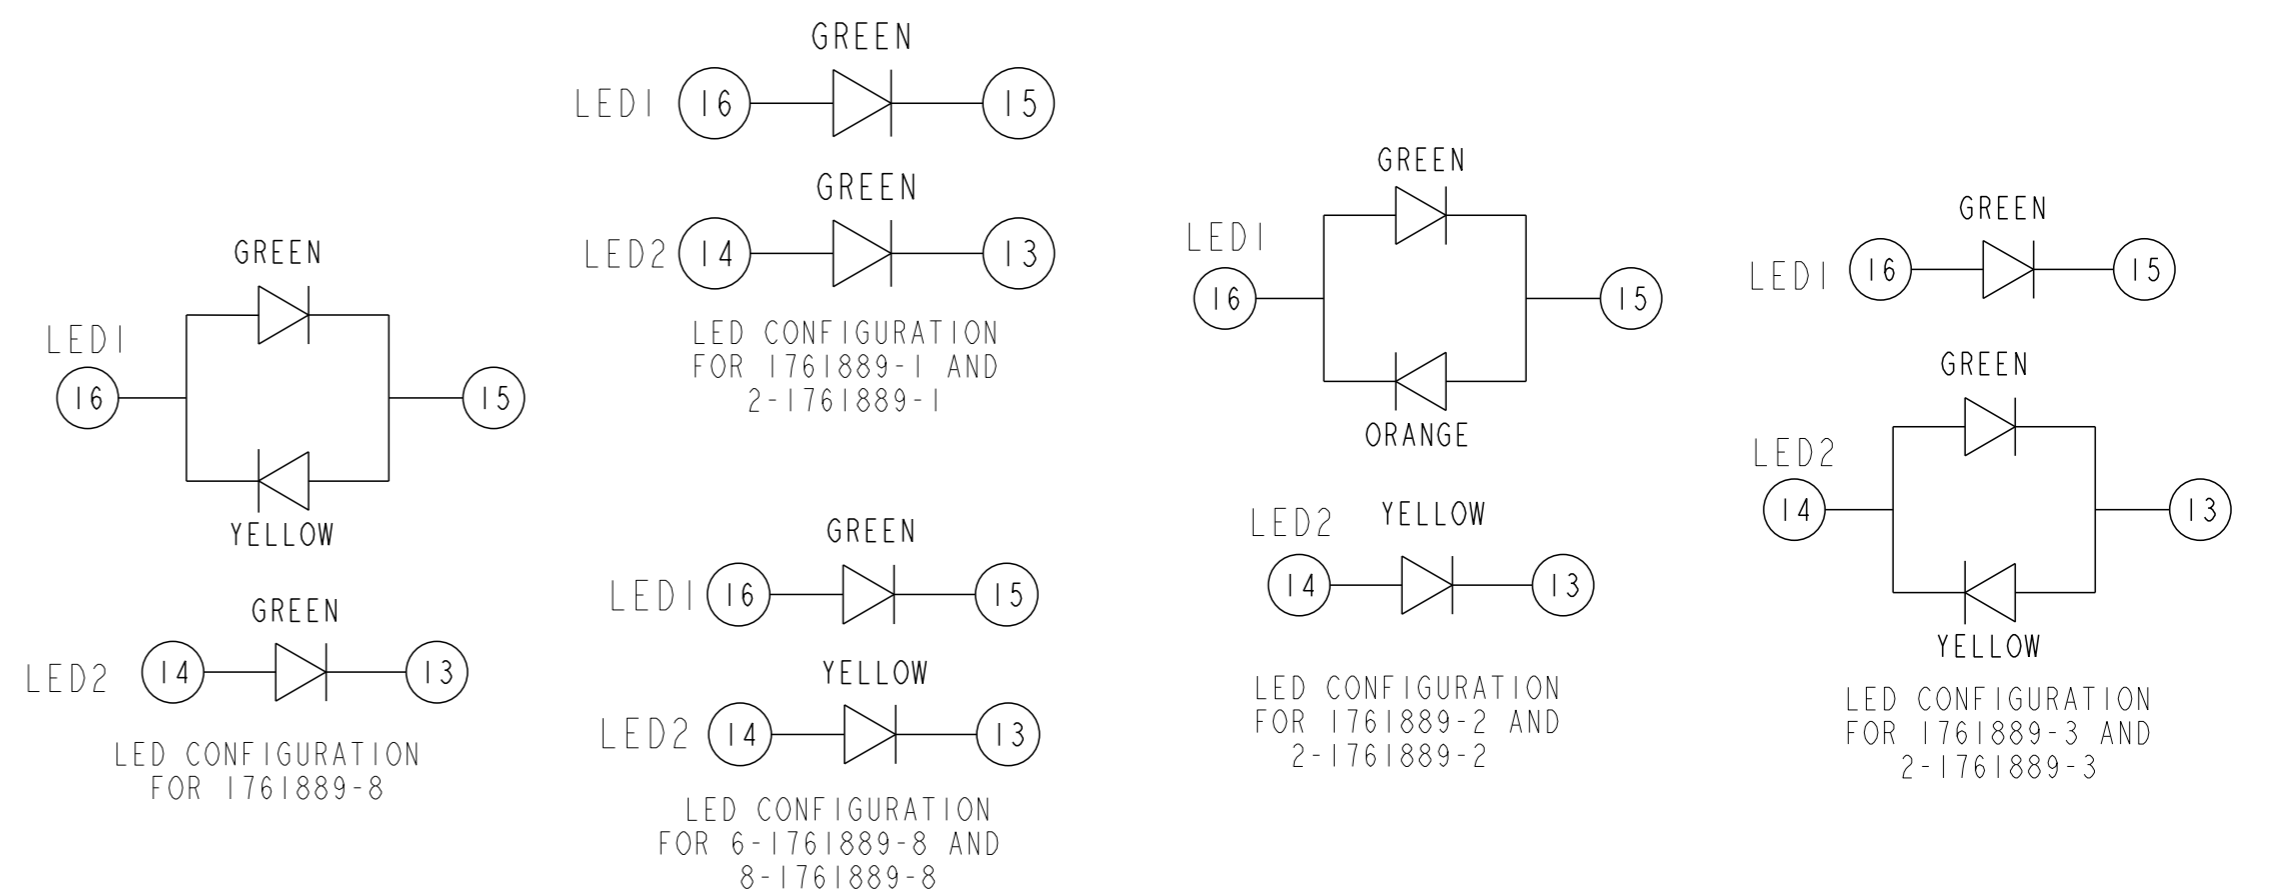 GREEN
LED1
16
15
YELLOW
GREEN
LED2
14
13
LED CONFIGURATION
FOR 1761889-8
GREEN
LED1
16
15
GREEN
LED2
14
13
LED CONFIGURATION
FOR 1761889-1 AND
2-1761889-1
GREEN
LED1
16
15
YELLOW
LED2
14
13
LED CONFIGURATION
FOR 6-1761889-8 AND
8-1761889-8
GREEN
LED1
16
15
ORANGE
YELLOW
LED2
14
13
LED CONFIGURATION
FOR 1761889-2 AND
2-1761889-2
GREEN
LED1
16
15
GREEN
LED2
14
13
YELLOW
LED CONFIGURATION
FOR 1761889-3 AND
2-1761889-3